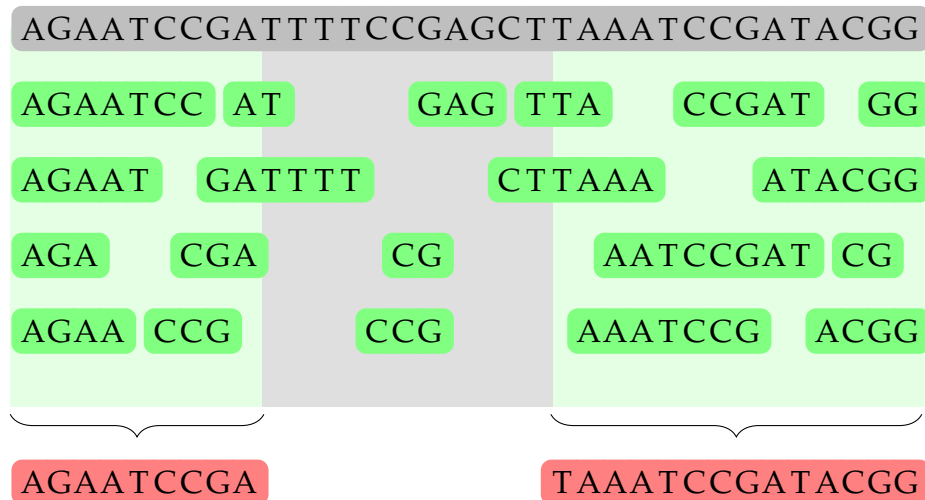 AGAATCCGATTTTCCGAGCTTAAATCCGATACGG
AGAATCC AT GAG TTA CCGAT GG
AGAAT GATTTT CTTAAA ATACGG
AGA CGA CG AATCCGAT CG
AGAA CCG CCG AAATCCG ACGG
AGAATCCGA TAAATCCGATACGG